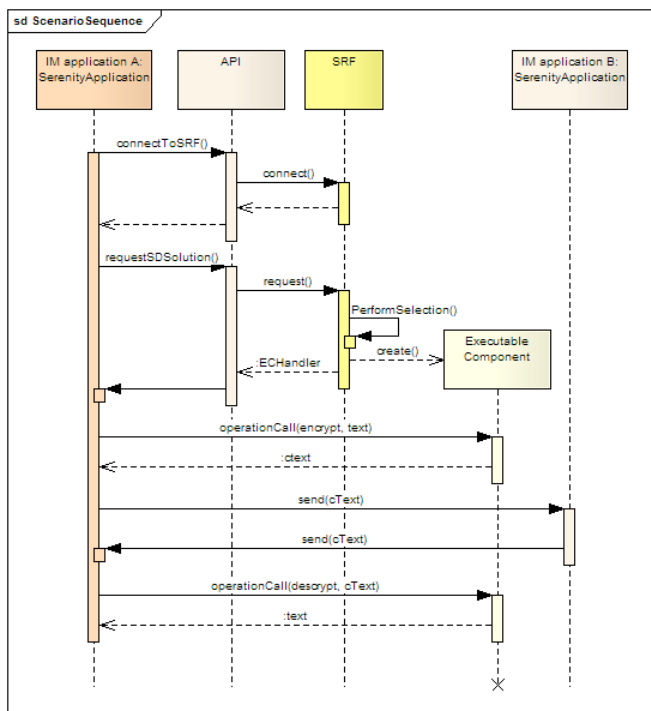 sd ScenarioSequence
IM application A:
SerenityApplication
API
SRF
IM application B:
SerenityApplication
connectToSRF()
connect()
requestSDSolution()
request()
PerformSelection()
create()
Executable
Component
:ECHandler
operationCall(encrypt, text)
:ctext
send(cText)
send(cText)
operationCall(descrypt, cText)
:text